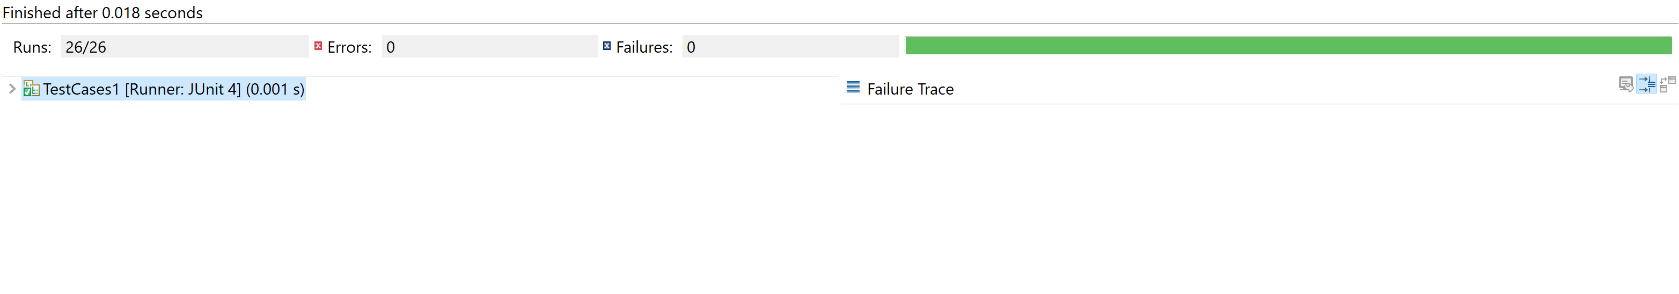 Finished after 0.018 seconds
Runs: 26/26 Errors: 0 Failures: 0
TestCases1 [Runner: JUnit 4] (0.001 s) Failure Trace